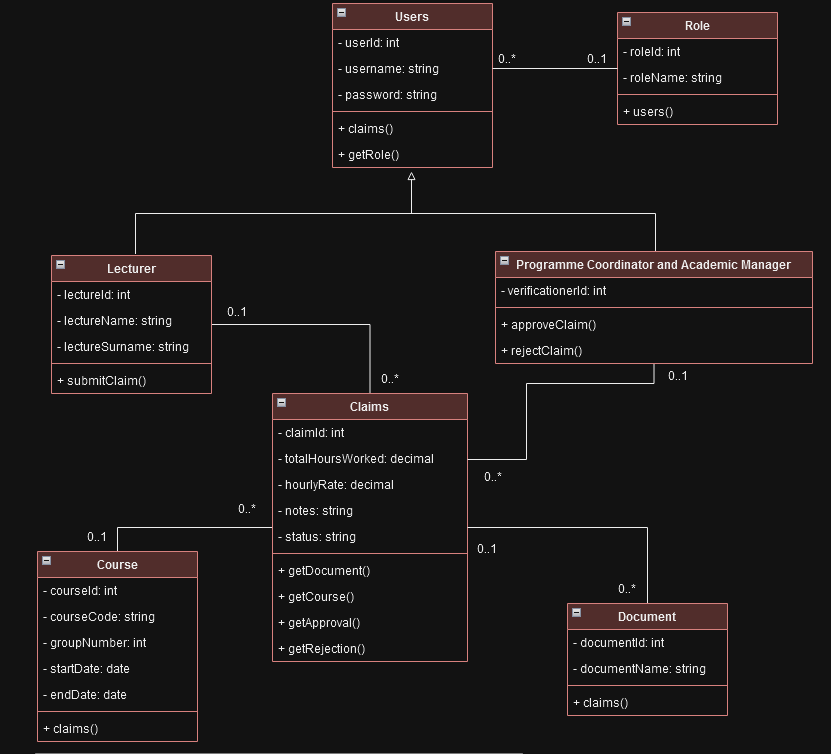 Users
- userId: int
- username: string
- password: string
+ claims()
+ getRole()
0..*
0..1
Role
- roleId: int
- roleName: string
+ users()
Lecturer
- lectureId: int
- lectureName: string
- lectureSurname: string
+ submitClaim()
0..1
0..*
Programme Coordinator and Academic Manager
- verificationerId: int
+ approveClaim()
+ rejectClaim()
0..1
0..*
Claims
- claimId: int
- totalHoursWorked: decimal
- hourlyRate: decimal
- notes: string
- status: string
+ getDocument()
+ getCourse()
+ getApproval()
+ getRejection()
0..*
0..1
0..1
0..*
Course
- courseId: int
- courseCode: string
- groupNumber: int
- startDate: date
- endDate: date
+ claims()
Document
- documentId: int
- documentName: string
+ claims()